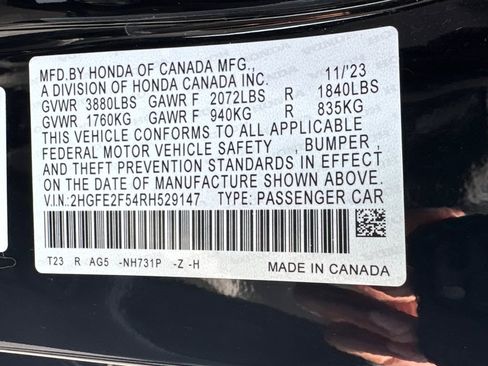 MFD.BY HONDA OF CANADA MFG.,
A DIVISION OF HONDA CANADA INC. 11/'23
GVWR 3880LBS GAWR F 2072LBS R 1840LBS
GVWR 1760KG GAWR F 940KG R 835KG
THIS VEHICLE CONFORMS TO ALL APPLICABLE
FEDERAL MOTOR VEHICLE SAFETY , BUMPER ,
AND THEFT PREVENTION STANDARDS IN EFFECT
ON THE DATE OF MANUFACTURE SHOWN ABOVE.
V.I.N:2HGFE2F54RH529147 TYPE: PASSENGER CAR
T23 R AG5 -NH731P -Z -H MADE IN CANADA